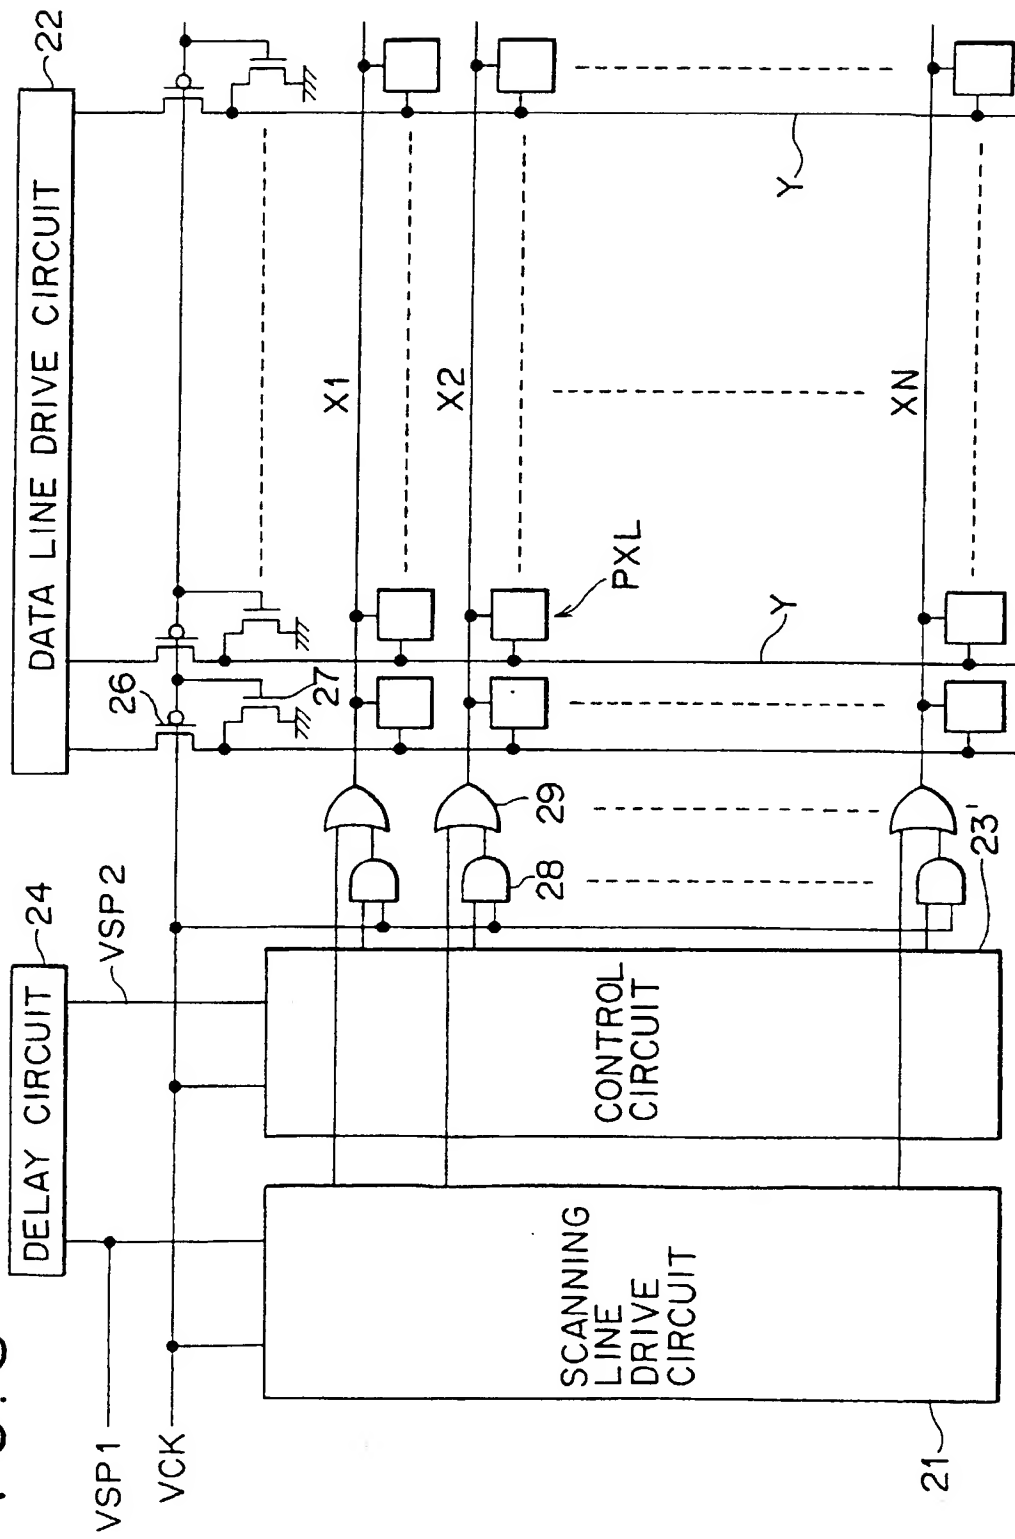 DATA LINE DRIVE CIRCUIT
22
DELAY CIRCUIT
24
VSP1
VCK
VSP2
26
27
X1
X2
XN
Y
Y
PXL
29
28
23'
CONTROL
CIRCUIT
SCANNING
LINE
DRIVE
CIRCUIT
21